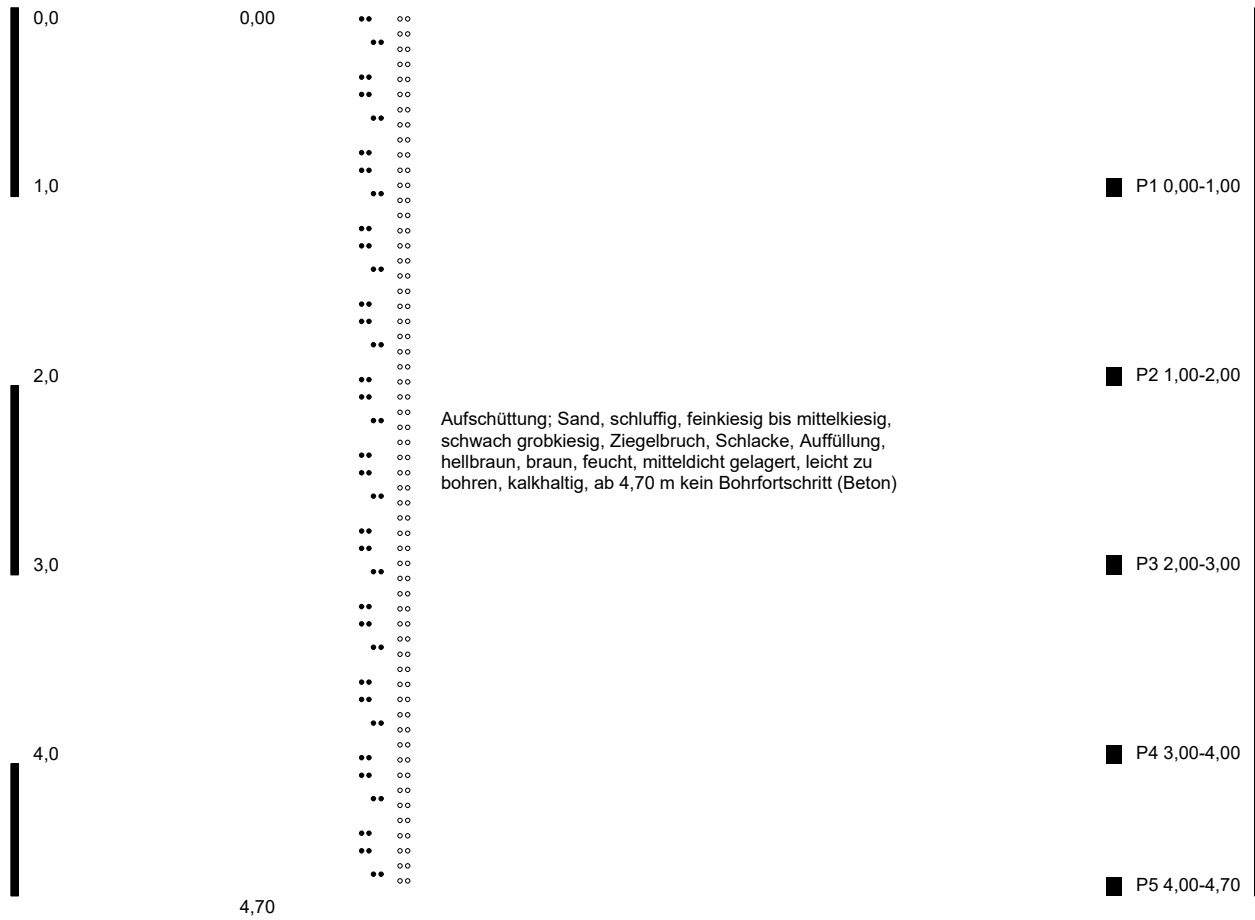 0,0
0,00
1,0
P1 0,00-1,00
2,0
P2 1,00-2,00
Aufschüttung; Sand, schluffig, feinkiesig bis mittelkiesig,
schwach grobkiesig, Ziegelbruch, Schlacke, Auffüllung,
hellbraun, braun, feucht, mitteldicht gelagert, leicht zu
bohren, kalkhaltig, ab 4,70 m kein Bohrfortschritt (Beton)
3,0
P3 2,00-3,00
4,0
P4 3,00-4,00
P5 4,00-4,70
4,70